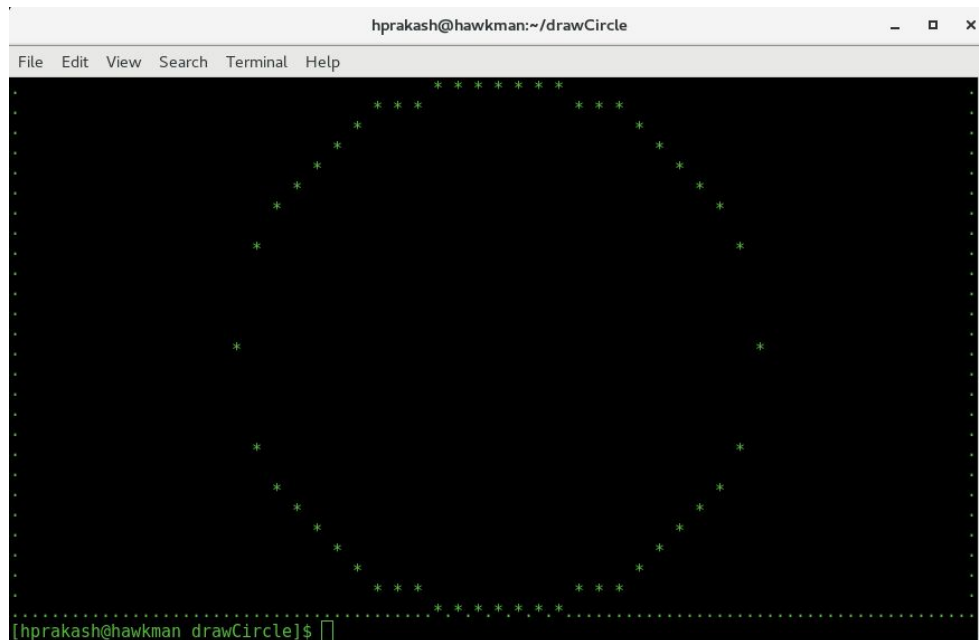 hprakash@hawkman:~/drawCircle
File Edit View Search Terminal Help
[hprakash@hawkman drawCircle]$